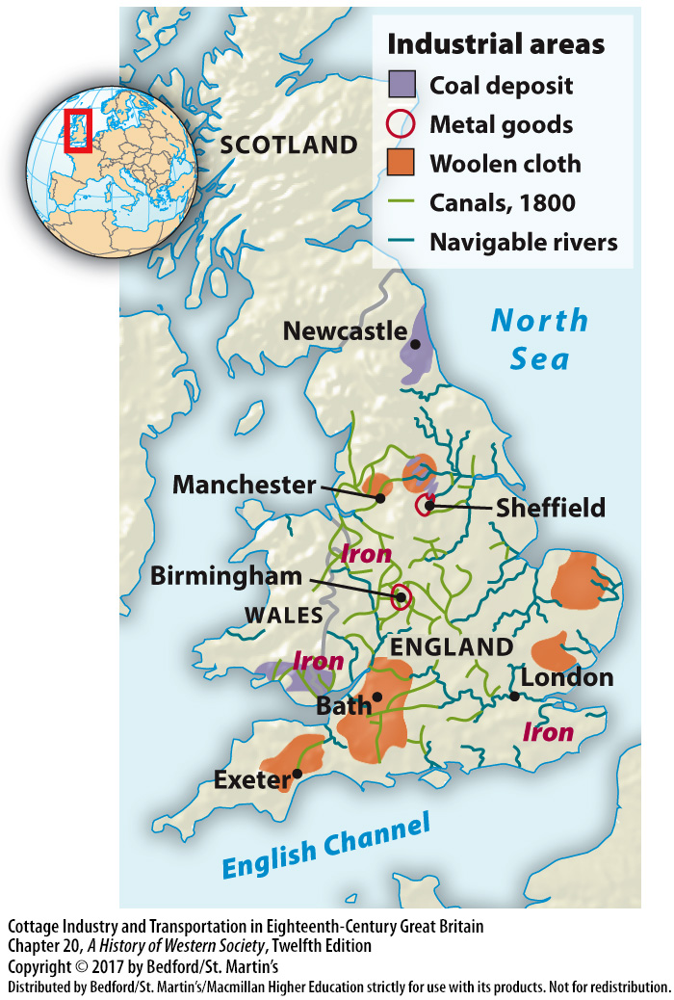 Industrial areas
Coal deposit
Metal goods
Woolen cloth
Canals, 1800
Navigable rivers
SCOTLAND
North
Sea
Newcastle
Manchester
Sheffield
Iron
Birmingham
WALES
ENGLAND
Iron
London
Bath
Iron
Exeter
English Channel
Cottage Industry and Transportation in Eighteenth-Century Great Britain
Chapter 20, A History of Western Society, Twelfth Edition
Copyright © 2017 by Bedford/St. Martin's
Distributed by Bedford/St. Martin's/Macmillan Higher Education strictly for use with its products. Not for redistribution.